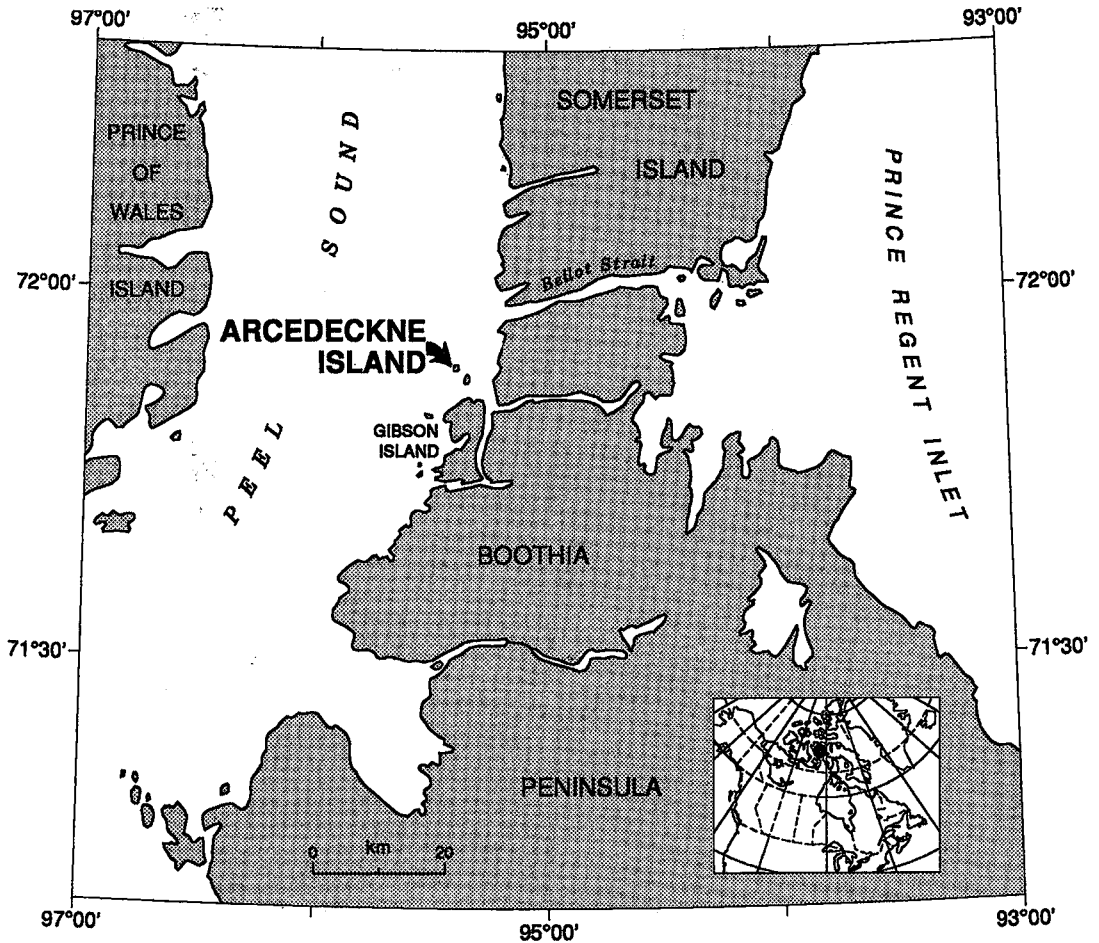 97°00'
95°00'
93°00'
SOMERSET
ISLAND
PRINCE
OF
WALES
ISLAND
PEEL SOUND
PRINCE REGENT INLET
72°00'
72°00'
Bellot Strait
ARCEDECKNE
ISLAND
GIBSON
ISLAND
BOOTHIA
71°30'
71°30'
PENINSULA
0 km 20
97°00'
95°00'
93°00'